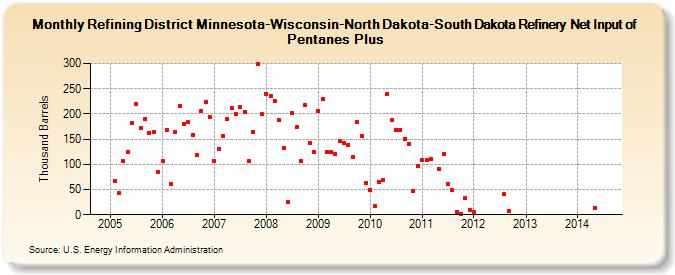 Monthly Refining District Minnesota-Wisconsin-North Dakota-South Dakota Refinery Net Input of
Pentanes Plus
Thousand Barrels
300
250
200
150
100
50
0
2005 2006 2007 2008 2009 2010 2011 2012 2013 2014
Source: U.S. Energy Information Administration